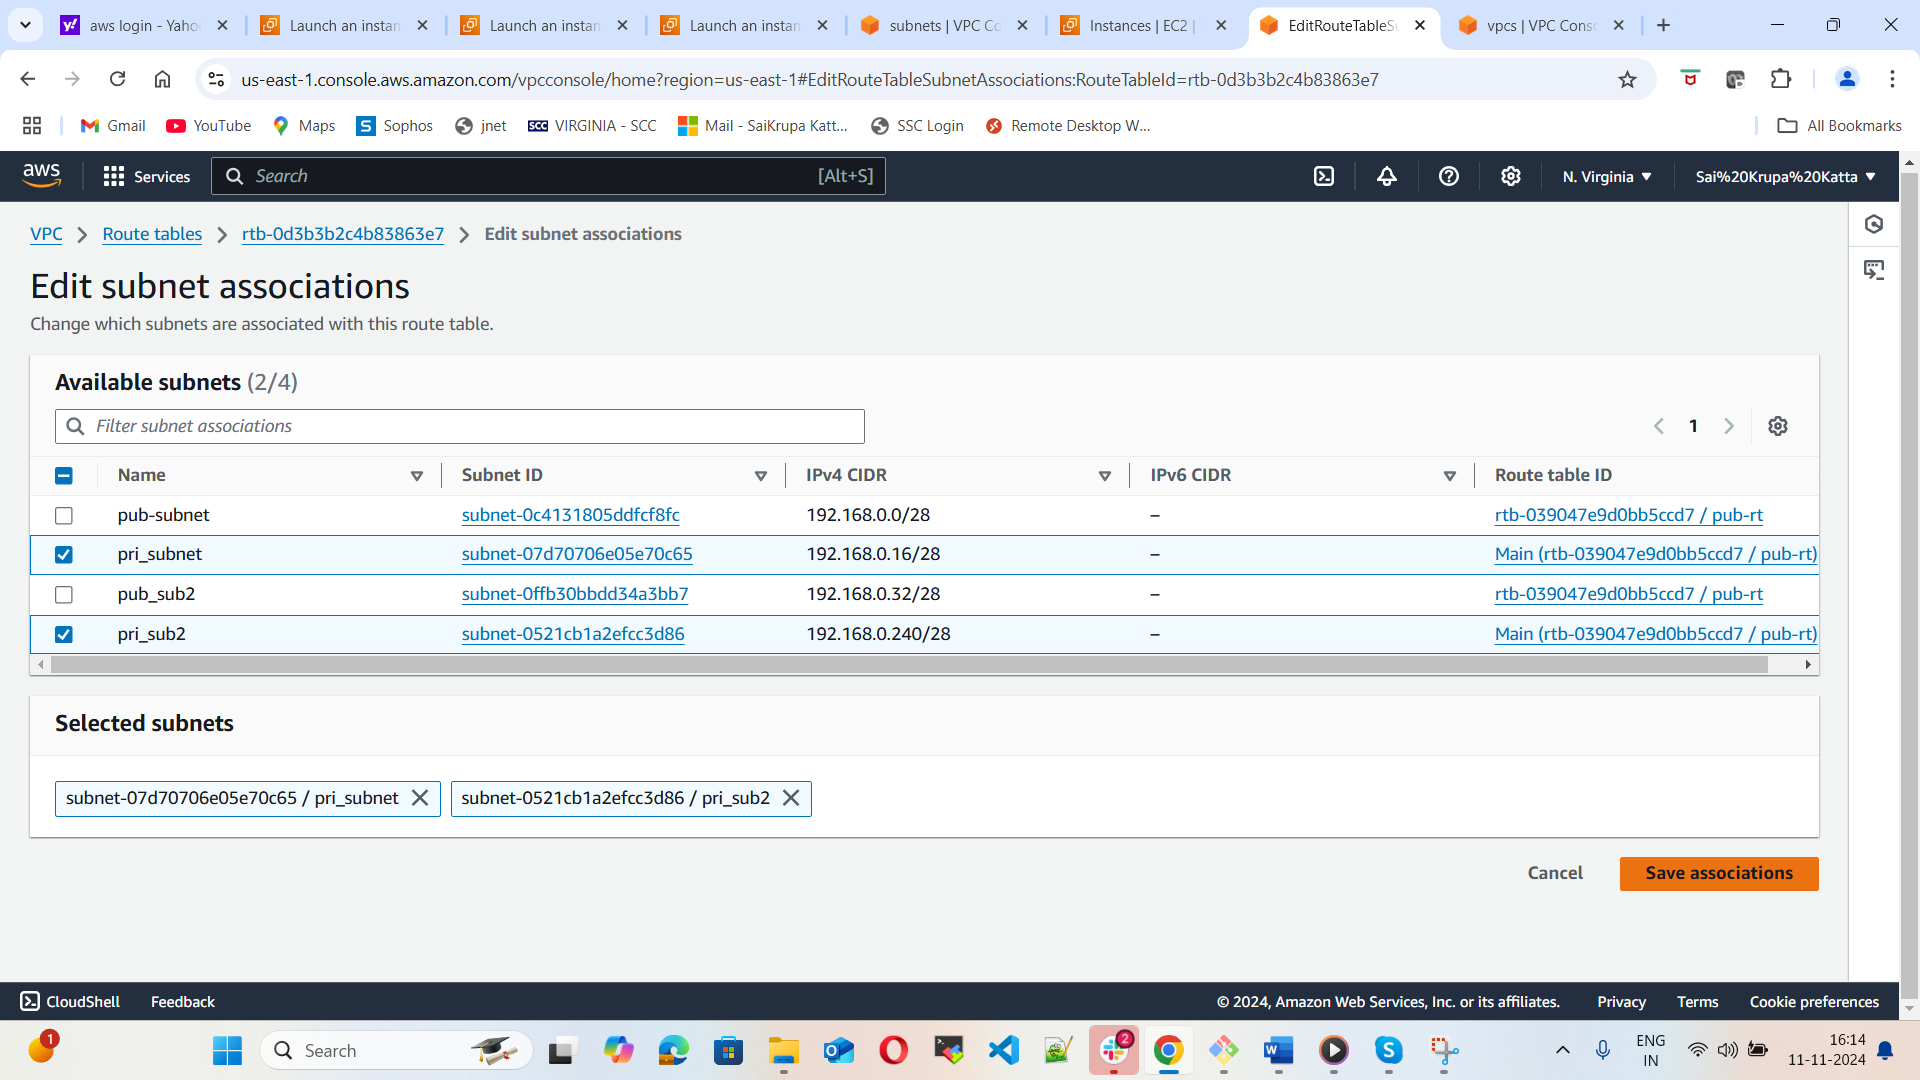 aws login - Yaho
Launch an instan
Launch an instan
Launch an instan
subnets | VPC Co
Instances | EC2 |
EditRouteTableS
vpcs | VPC Cons
us-east-1.console.aws.amazon.com/vpcconsole/home?region=us-east-1#EditRouteTableSubnetAssociations:RouteTableId=rtb-0d3b3b2c4b83863e7
Gmail
YouTube
Maps
S Sophos
jnet
SCC VIRGINIA - SCC
Mail - SaiKrupa Katt...
SSC Login
Remote Desktop W...
All Bookmarks
aws
Services
Search
[Alt+S]
N. Virginia
Sai%20Krupa%20Katta
VPC
Route tables
rtb-0d3b3b2c4b83863e7
Edit subnet associations
Edit subnet associations
Change which subnets are associated with this route table.
Available subnets (2/4)
Filter subnet associations
1
Name Subnet ID IPv4 CIDR IPv6 CIDR Route table ID
pub-subnet subnet-0c4131805ddfcf8fc 192.168.0.0/28 – rtb-039047e9d0bb5ccd7 / pub-rt
pri_subnet subnet-07d70706e05e70c65 192.168.0.16/28 – Main (rtb-039047e9d0bb5ccd7 / pub-rt)
pub_sub2 subnet-0ffb30bbdd34a3bb7 192.168.0.32/28 – rtb-039047e9d0bb5ccd7 / pub-rt
pri_sub2 subnet-0521cb1a2efcc3d86 192.168.0.240/28 – Main (rtb-039047e9d0bb5ccd7 / pub-rt)
Selected subnets
subnet-07d70706e05e70c65 / pri_subnet
subnet-0521cb1a2efcc3d86 / pri_sub2
Cancel
Save associations
CloudShell
Feedback
© 2024, Amazon Web Services, Inc. or its affiliates.
Privacy
Terms
Cookie preferences
1
Search
2
ENG
IN
16:14
11-11-2024